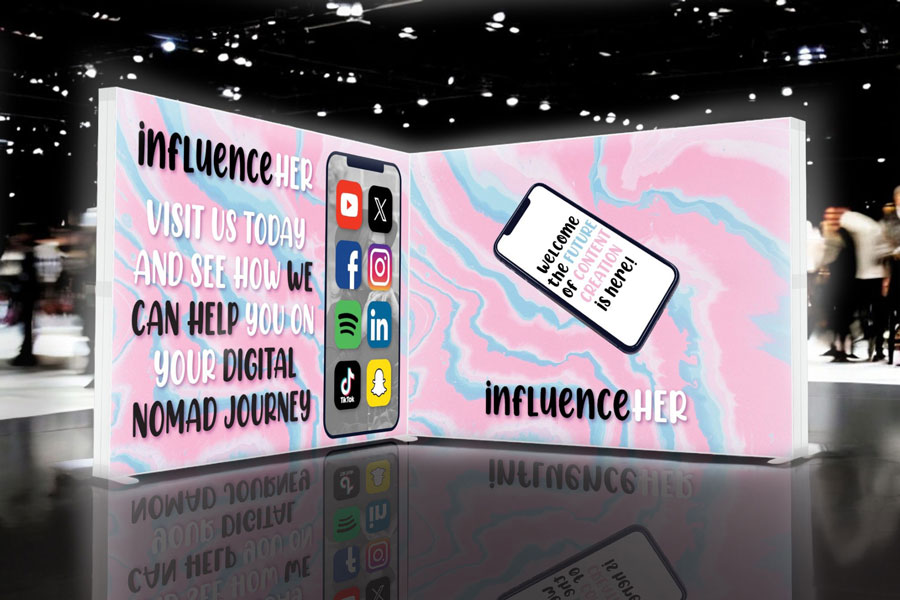 influenceHER
VISIT US TODAY
AND SEE HOW WE
CAN HELP YOU ON
YOUR DIGITAL
NOMAD JOURNEY
X
f
in
TikTok
welcome
the FUTURE
of CONTENT
CREATION
is here!
influenceHER